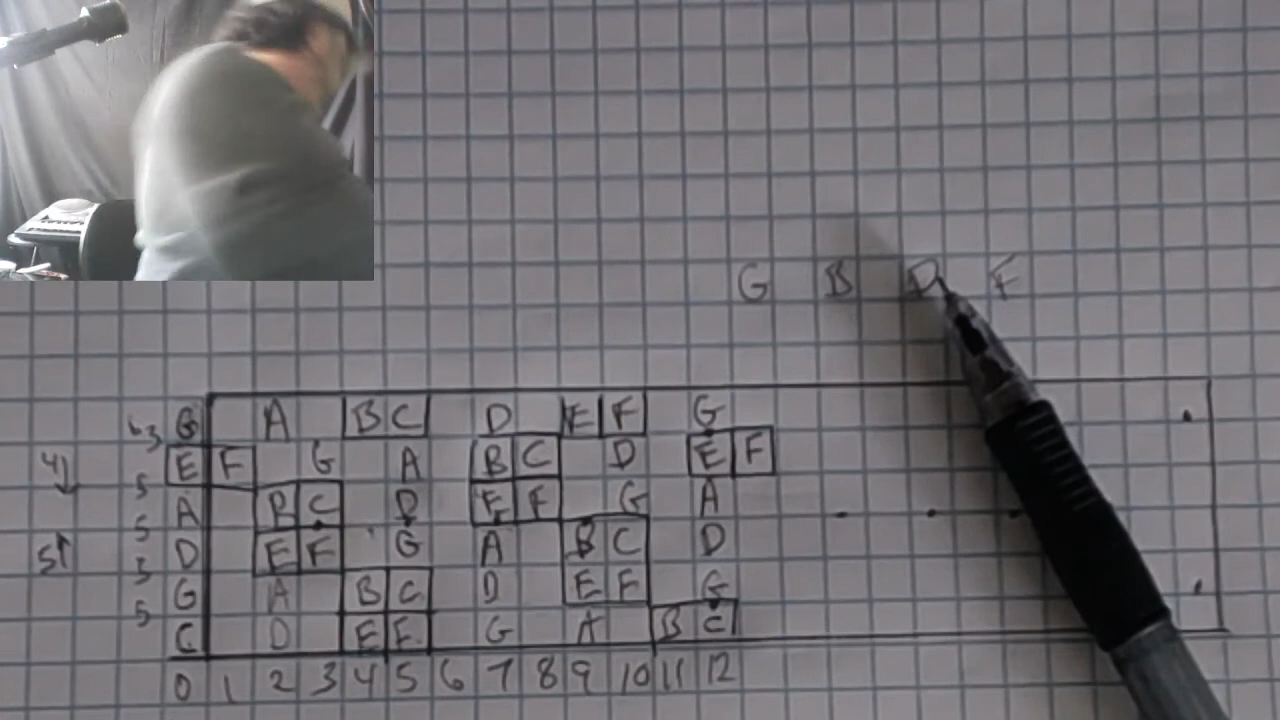 G B D F
♭3 G A B C D E F G
4↓ E F G A B C D E F
5 A B C D E F G A
5 D E F G A B C D
5↑ 3 G A B C D E F G
5 C D E F G A B C
0 1 2 3 4 5 6 7 8 9 10 11 12